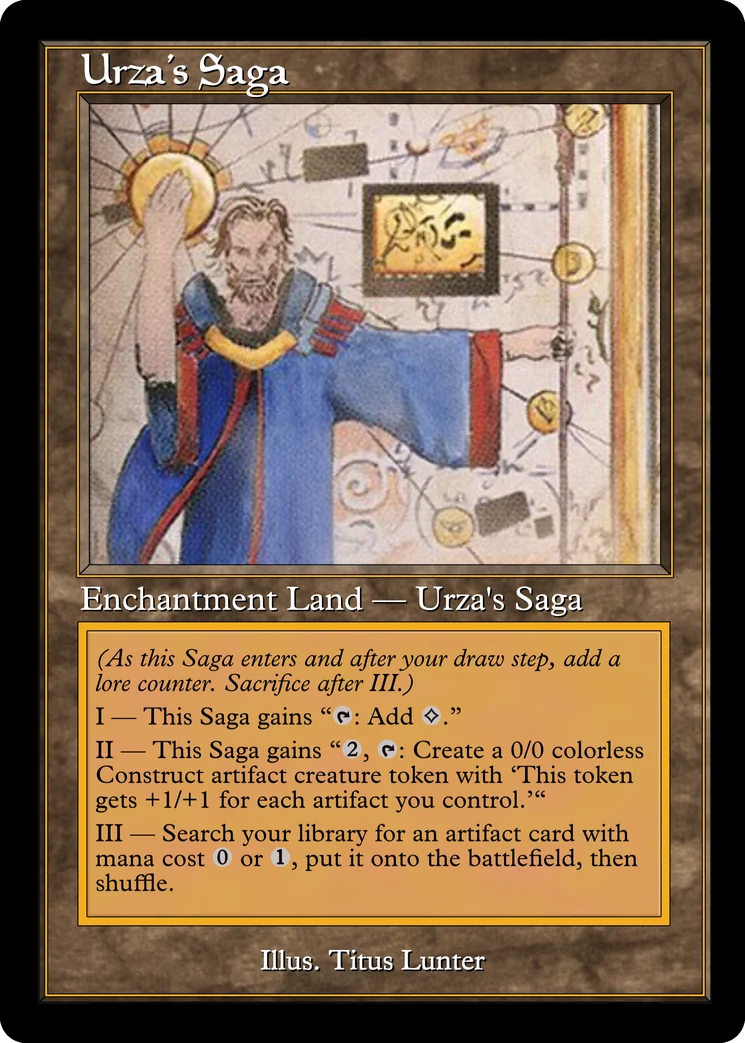 Urza's Saga
Enchantment Land — Urza's Saga
(As this Saga enters and after your draw step, add a
lore counter. Sacrifice after III.)
I — This Saga gains “: Add .”
II — This Saga gains “2, : Create a 0/0 colorless
Construct artifact creature token with ‘This token
gets +1/+1 for each artifact you control.’“
III — Search your library for an artifact card with
mana cost 0 or 1, put it onto the battlefield, then
shuffle.
Illus. Titus Lunter